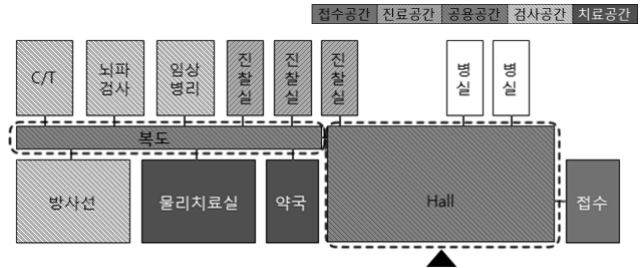 접수공간 진료공간 공용공간 검사공간 치료공간
C/T
뇌파
검사
임상
병리
진
찰
실
진
찰
실
진
찰
실
병
실
병
실
복도
방사선
물리치료실
약국
Hall
접수